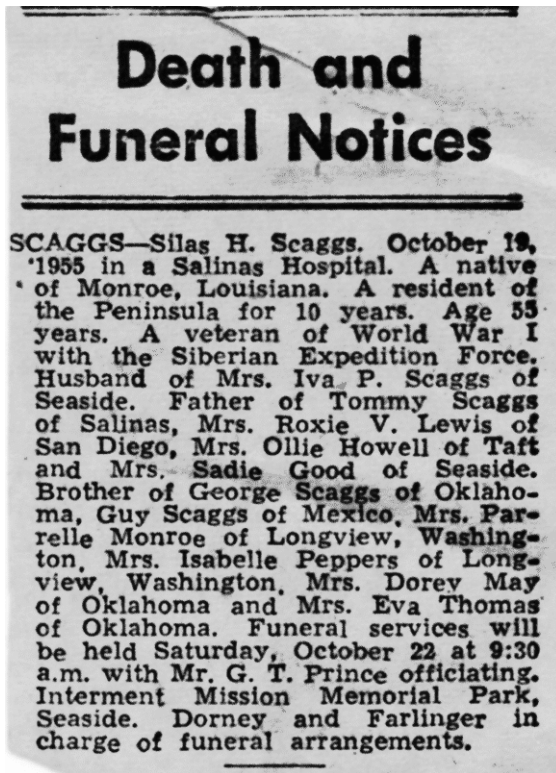 Death and
Funeral Notices
SCAGGS—Silas H. Scaggs. October 19,
1955 in a Salinas Hospital. A native
of Monroe, Louisiana. A resident of
the Peninsula for 10 years. Age 55
years. A veteran of World War I
with the Siberian Expedition Force.
Husband of Mrs. Iva P. Scaggs of
Seaside. Father of Tommy Scaggs
of Salinas, Mrs. Roxie V. Lewis of
San Diego, Mrs. Ollie Howell of Taft
and Mrs. Sadie Good of Seaside.
Brother of George Scaggs of Oklaho-
ma, Guy Scaggs of Mexico, Mrs. Par-
relle Monroe of Longview, Washing-
ton, Mrs. Isabelle Peppers of Long-
view, Washington, Mrs. Dorey May
of Oklahoma and Mrs. Eva Thomas
of Oklahoma. Funeral services will
be held Saturday, October 22 at 9:30
a.m. with Mr. G. T. Prince officiating.
Interment Mission Memorial Park,
Seaside. Dorney and Farlinger in
charge of funeral arrangements.